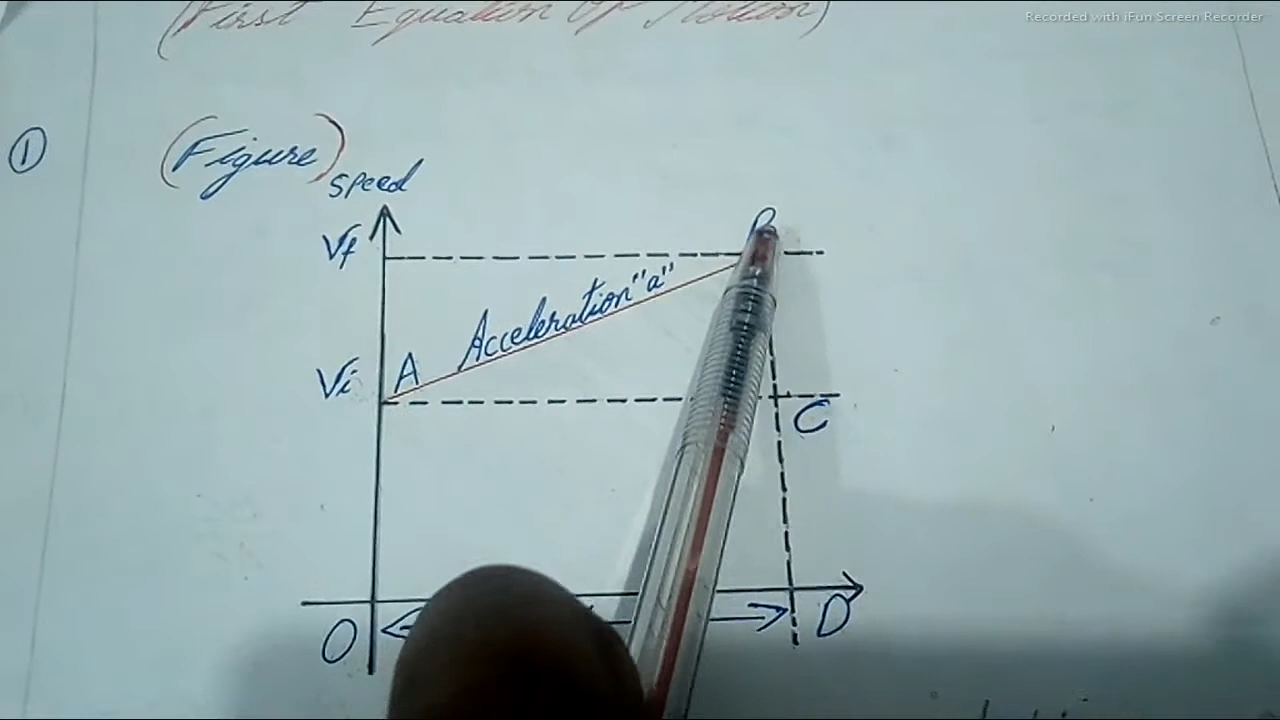 Recorded with iFun Screen Recorder
(First Equation Of Motion)
①
(Figure)
speed
Vf
B
Acceleration "a"
Vi
A
C
O
D